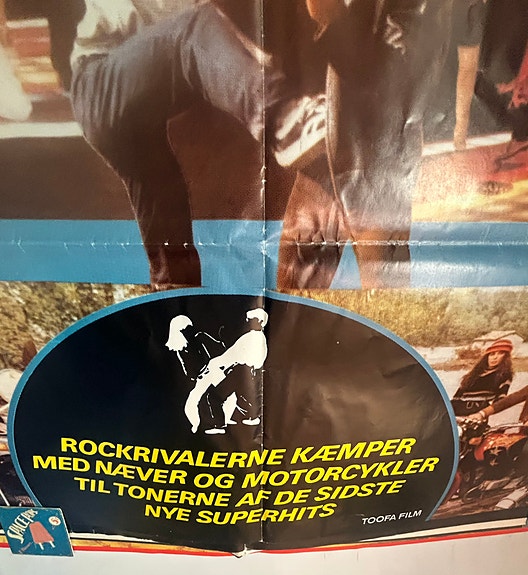 ROCKRIVALERNE KÆMPER
MED NÆVER OG MOTORCYKLER
TIL TONERNE AF DE SIDSTE
NYE SUPERHITS
TOOFA FILM